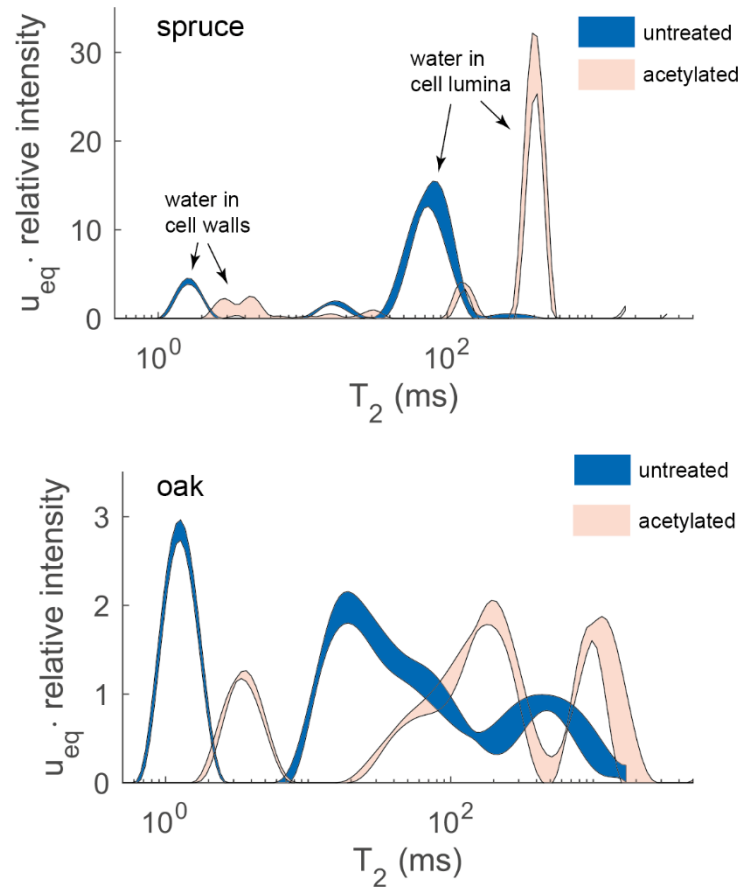 spruce
untreated
acetylated
water in
cell lumina
water in
cell walls
u_eq · relative intensity
30
20
10
0
10^0
10^2
T_2 (ms)
oak
untreated
acetylated
u_eq · relative intensity
3
2
1
0
10^0
10^2
T_2 (ms)